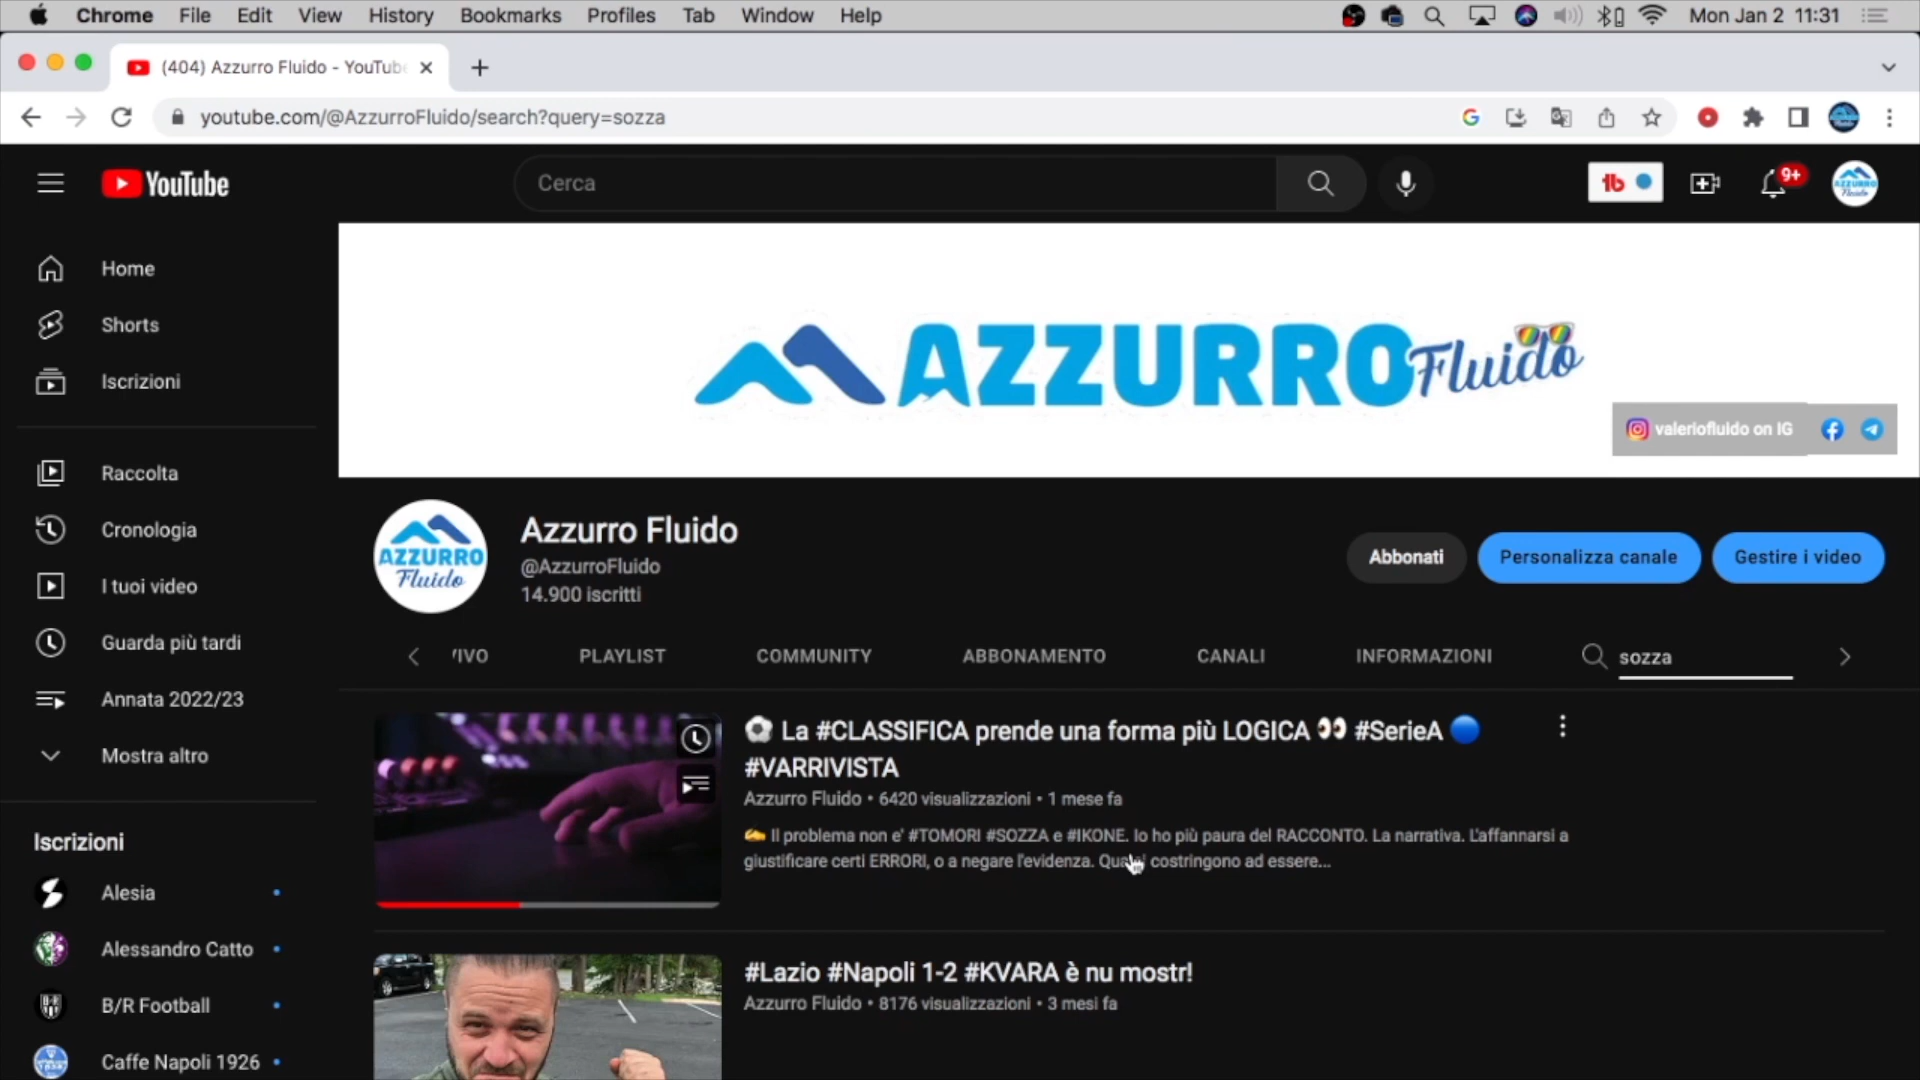 Chrome File Edit View History Bookmarks Profiles Tab Window Help Mon Jan 2 11:31
(404) Azzurro Fluido - YouTube
youtube.com/@AzzurroFluido/search?query=sozza
YouTube
Cerca
9+
Home
Shorts
Iscrizioni
Raccolta
Cronologia
I tuoi video
Guarda più tardi
Annata 2022/23
Mostra altro
Iscrizioni
Alesia
Alessandro Catto
B/R Football
Caffe Napoli 1926
AZZURRO Fluido
valeriofluido on IG
AZZURRO
Fluido
Azzurro Fluido
@AzzurroFluido
14.900 iscritti
Abbonati
Personalizza canale
Gestire i video
IVO PLAYLIST COMMUNITY ABBONAMENTO CANALI INFORMAZIONI sozza
⚽ La #CLASSIFICA prende una forma più LOGICA 👀 #SerieA 🔵
#VARRIVISTA
Azzurro Fluido • 6420 visualizzazioni • 1 mese fa
✍️ Il problema non e' #TOMORI #SOZZA e #IKONE. Io ho più paura del RACCONTO. La narrativa. L'affannarsi a
giustificare certi ERRORI, o a negare l'evidenza. costringono ad essere...
#Lazio #Napoli 1-2 #KVARA è nu mostr!
Azzurro Fluido • 8176 visualizzazioni • 3 mesi fa